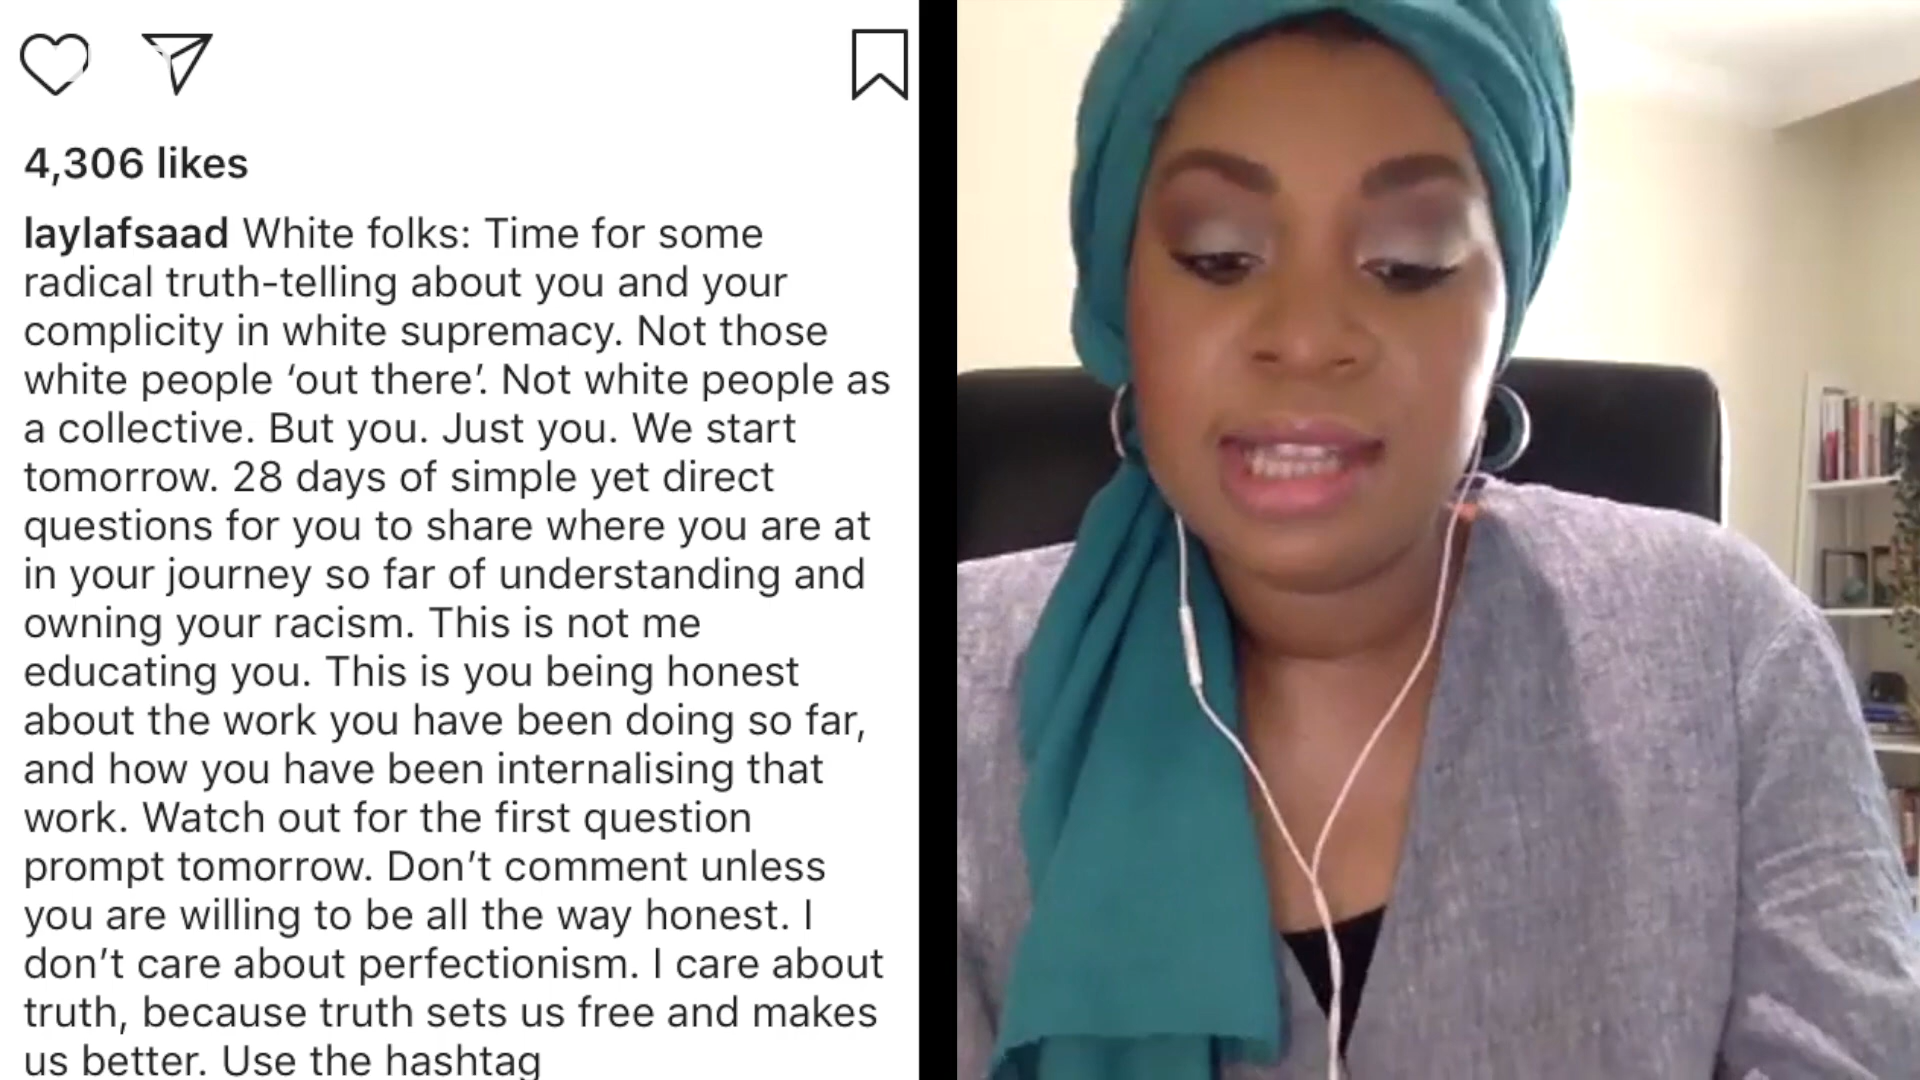 4,306 likes
laylafsaad White folks: Time for some
radical truth-telling about you and your
complicity in white supremacy. Not those
white people ‘out there’. Not white people as
a collective. But you. Just you. We start
tomorrow. 28 days of simple yet direct
questions for you to share where you are at
in your journey so far of understanding and
owning your racism. This is not me
educating you. This is you being honest
about the work you have been doing so far,
and how you have been internalising that
work. Watch out for the first question
prompt tomorrow. Don’t comment unless
you are willing to be all the way honest. I
don’t care about perfectionism. I care about
truth, because truth sets us free and makes
us better. Use the hashtag